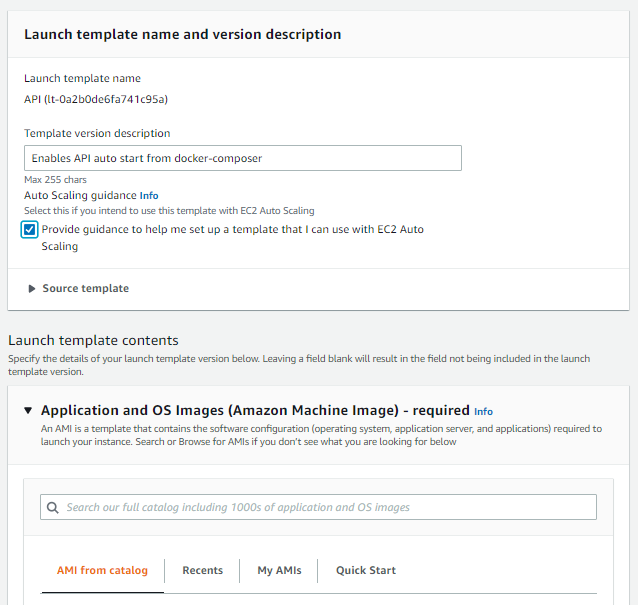 Launch template name and version description
Launch template name
API (lt-0a2b0de6fa741c95a)
Template version description
Enables API auto start from docker-composer
Max 255 chars
Auto Scaling guidance Info
Select this if you intend to use this template with EC2 Auto Scaling
Provide guidance to help me set up a template that I can use with EC2 Auto
Scaling
Source template
Launch template contents
Specify the details of your launch template version below. Leaving a field blank will result in the field not being included in the launch
template version.
Application and OS Images (Amazon Machine Image) - required Info
An AMI is a template that contains the software configuration (operating system, application server, and applications) required to
launch your instance. Search or Browse for AMIs if you don't see what you are looking for below
Search our full catalog including 1000s of application and OS images
AMI from catalog Recents My AMIs Quick Start